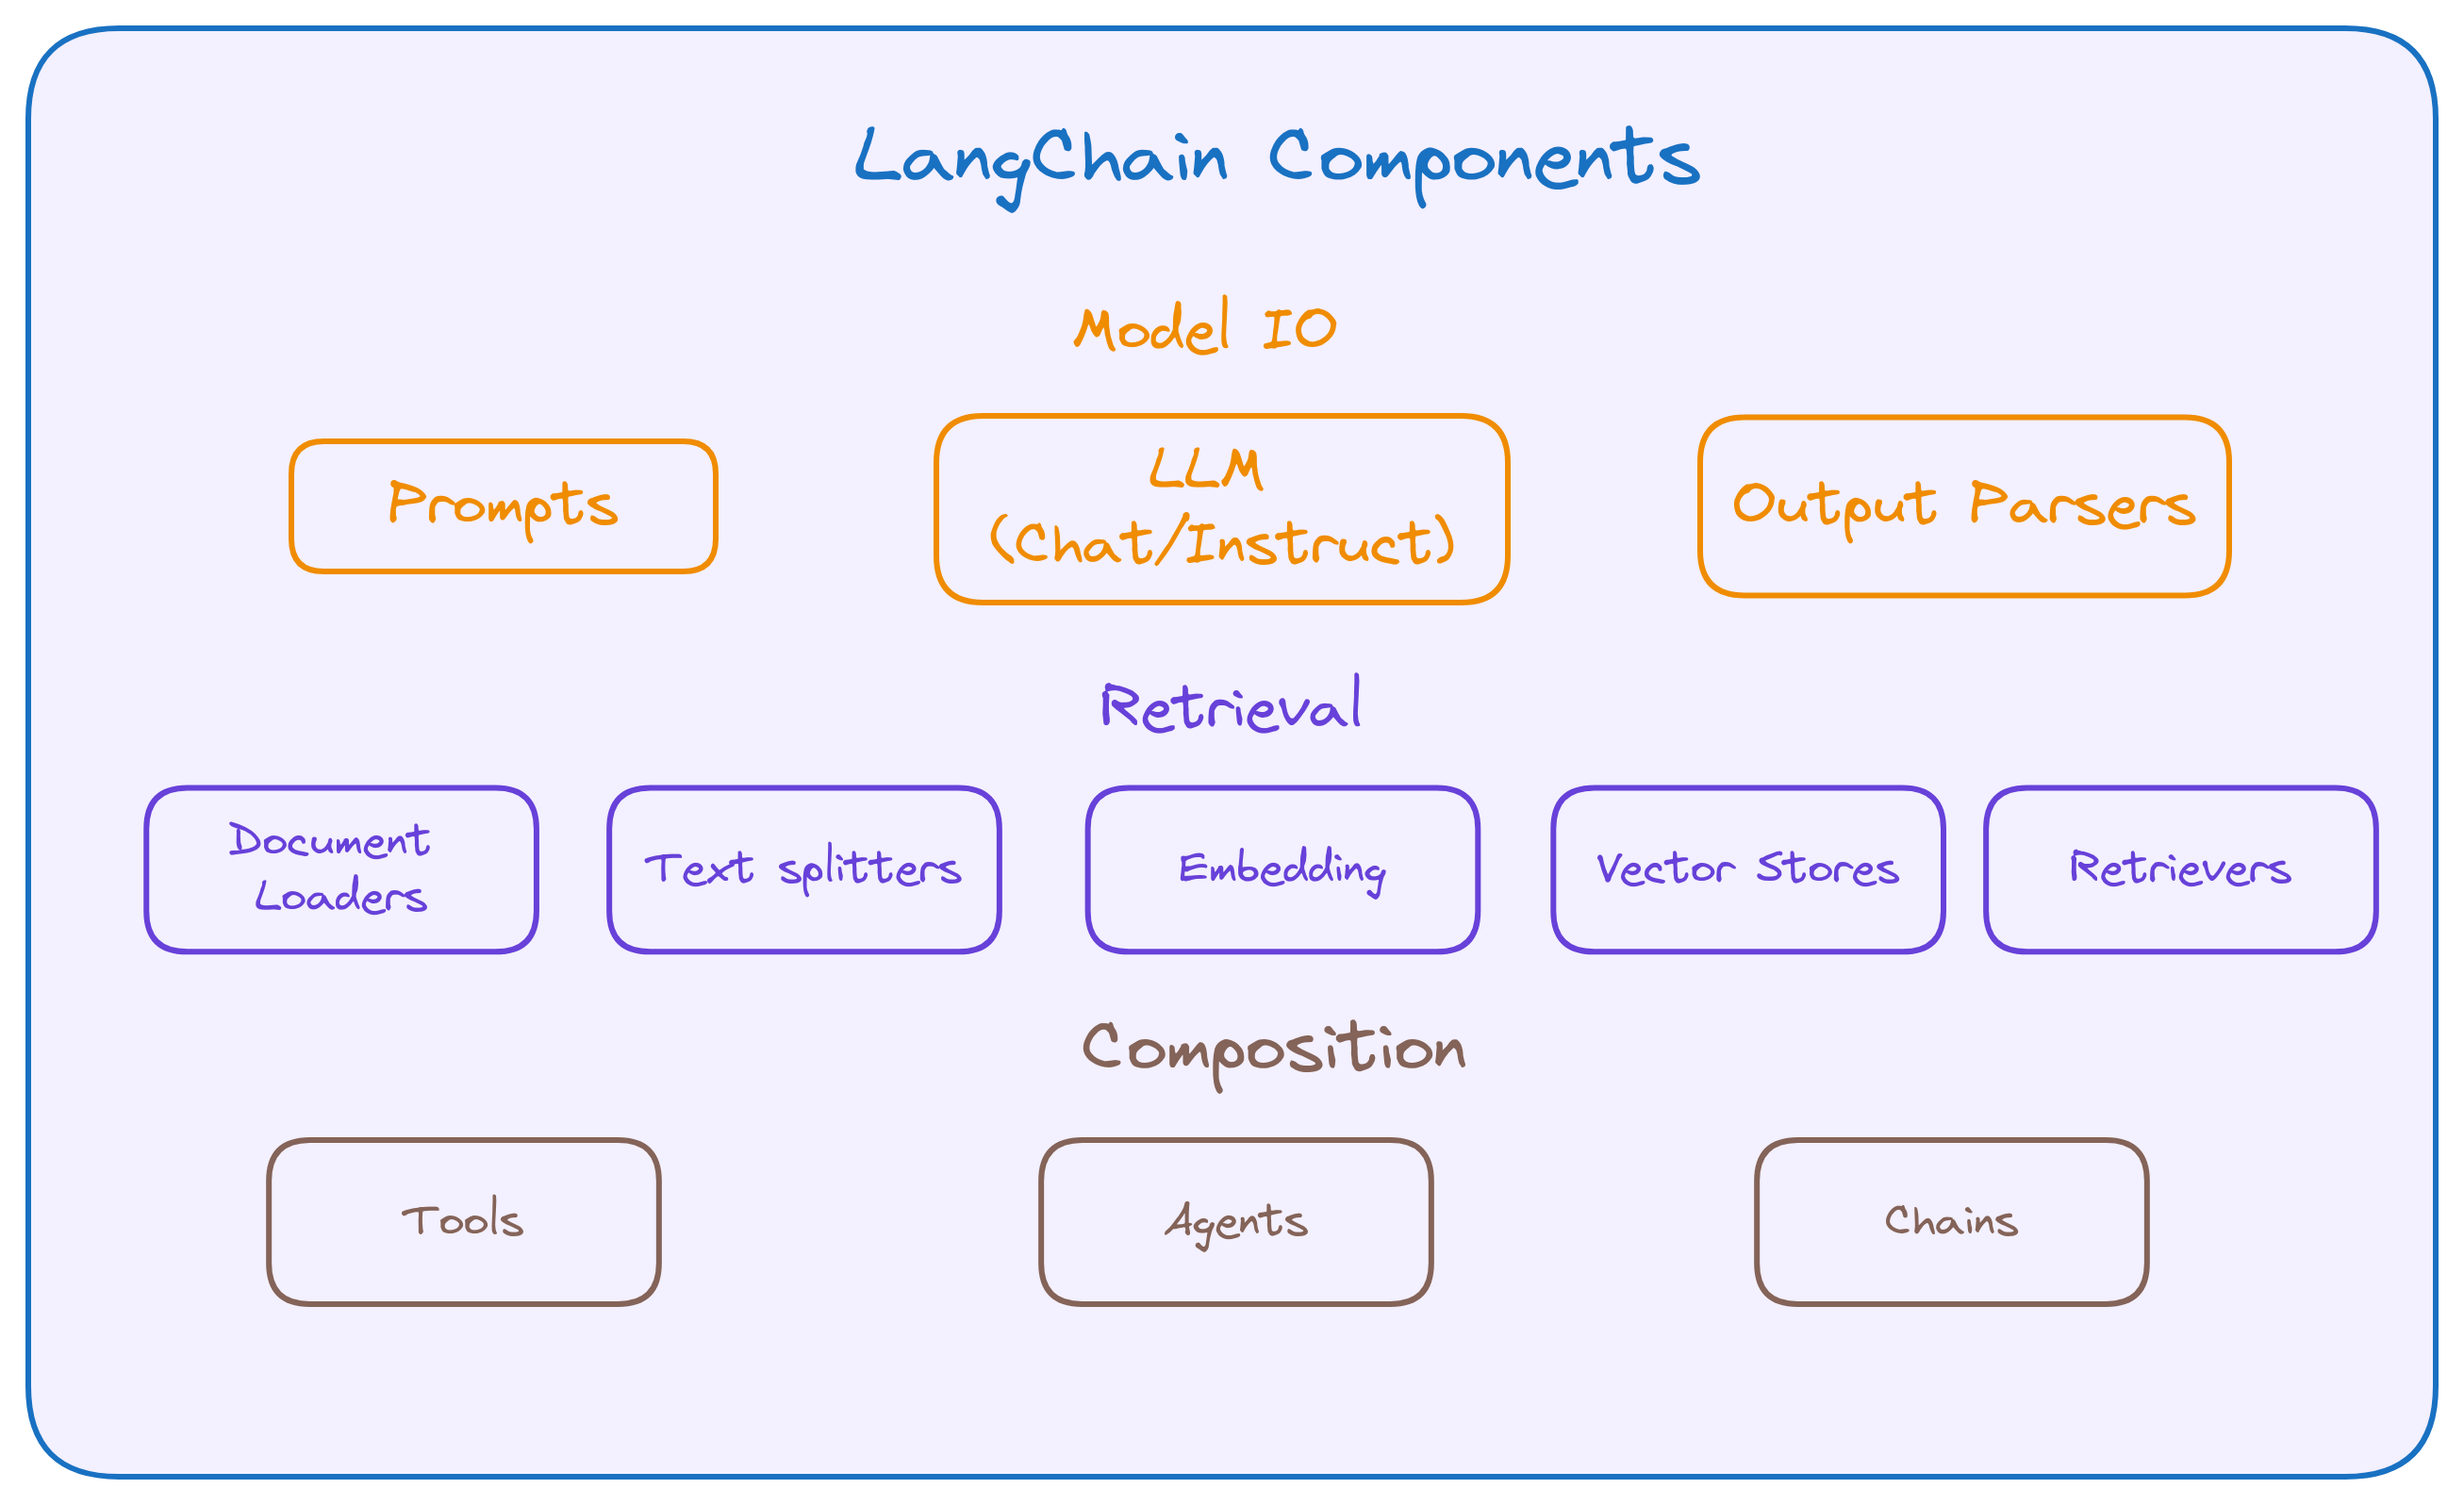 LangChain Components
Model IO
Prompts
LLM
(Chat/Instruct)
Output Parsers
Retrieval
Document
Loaders
Text splitters
Embedding
Vector Stores
Retrievers
Composition
Tools
Agents
Chains